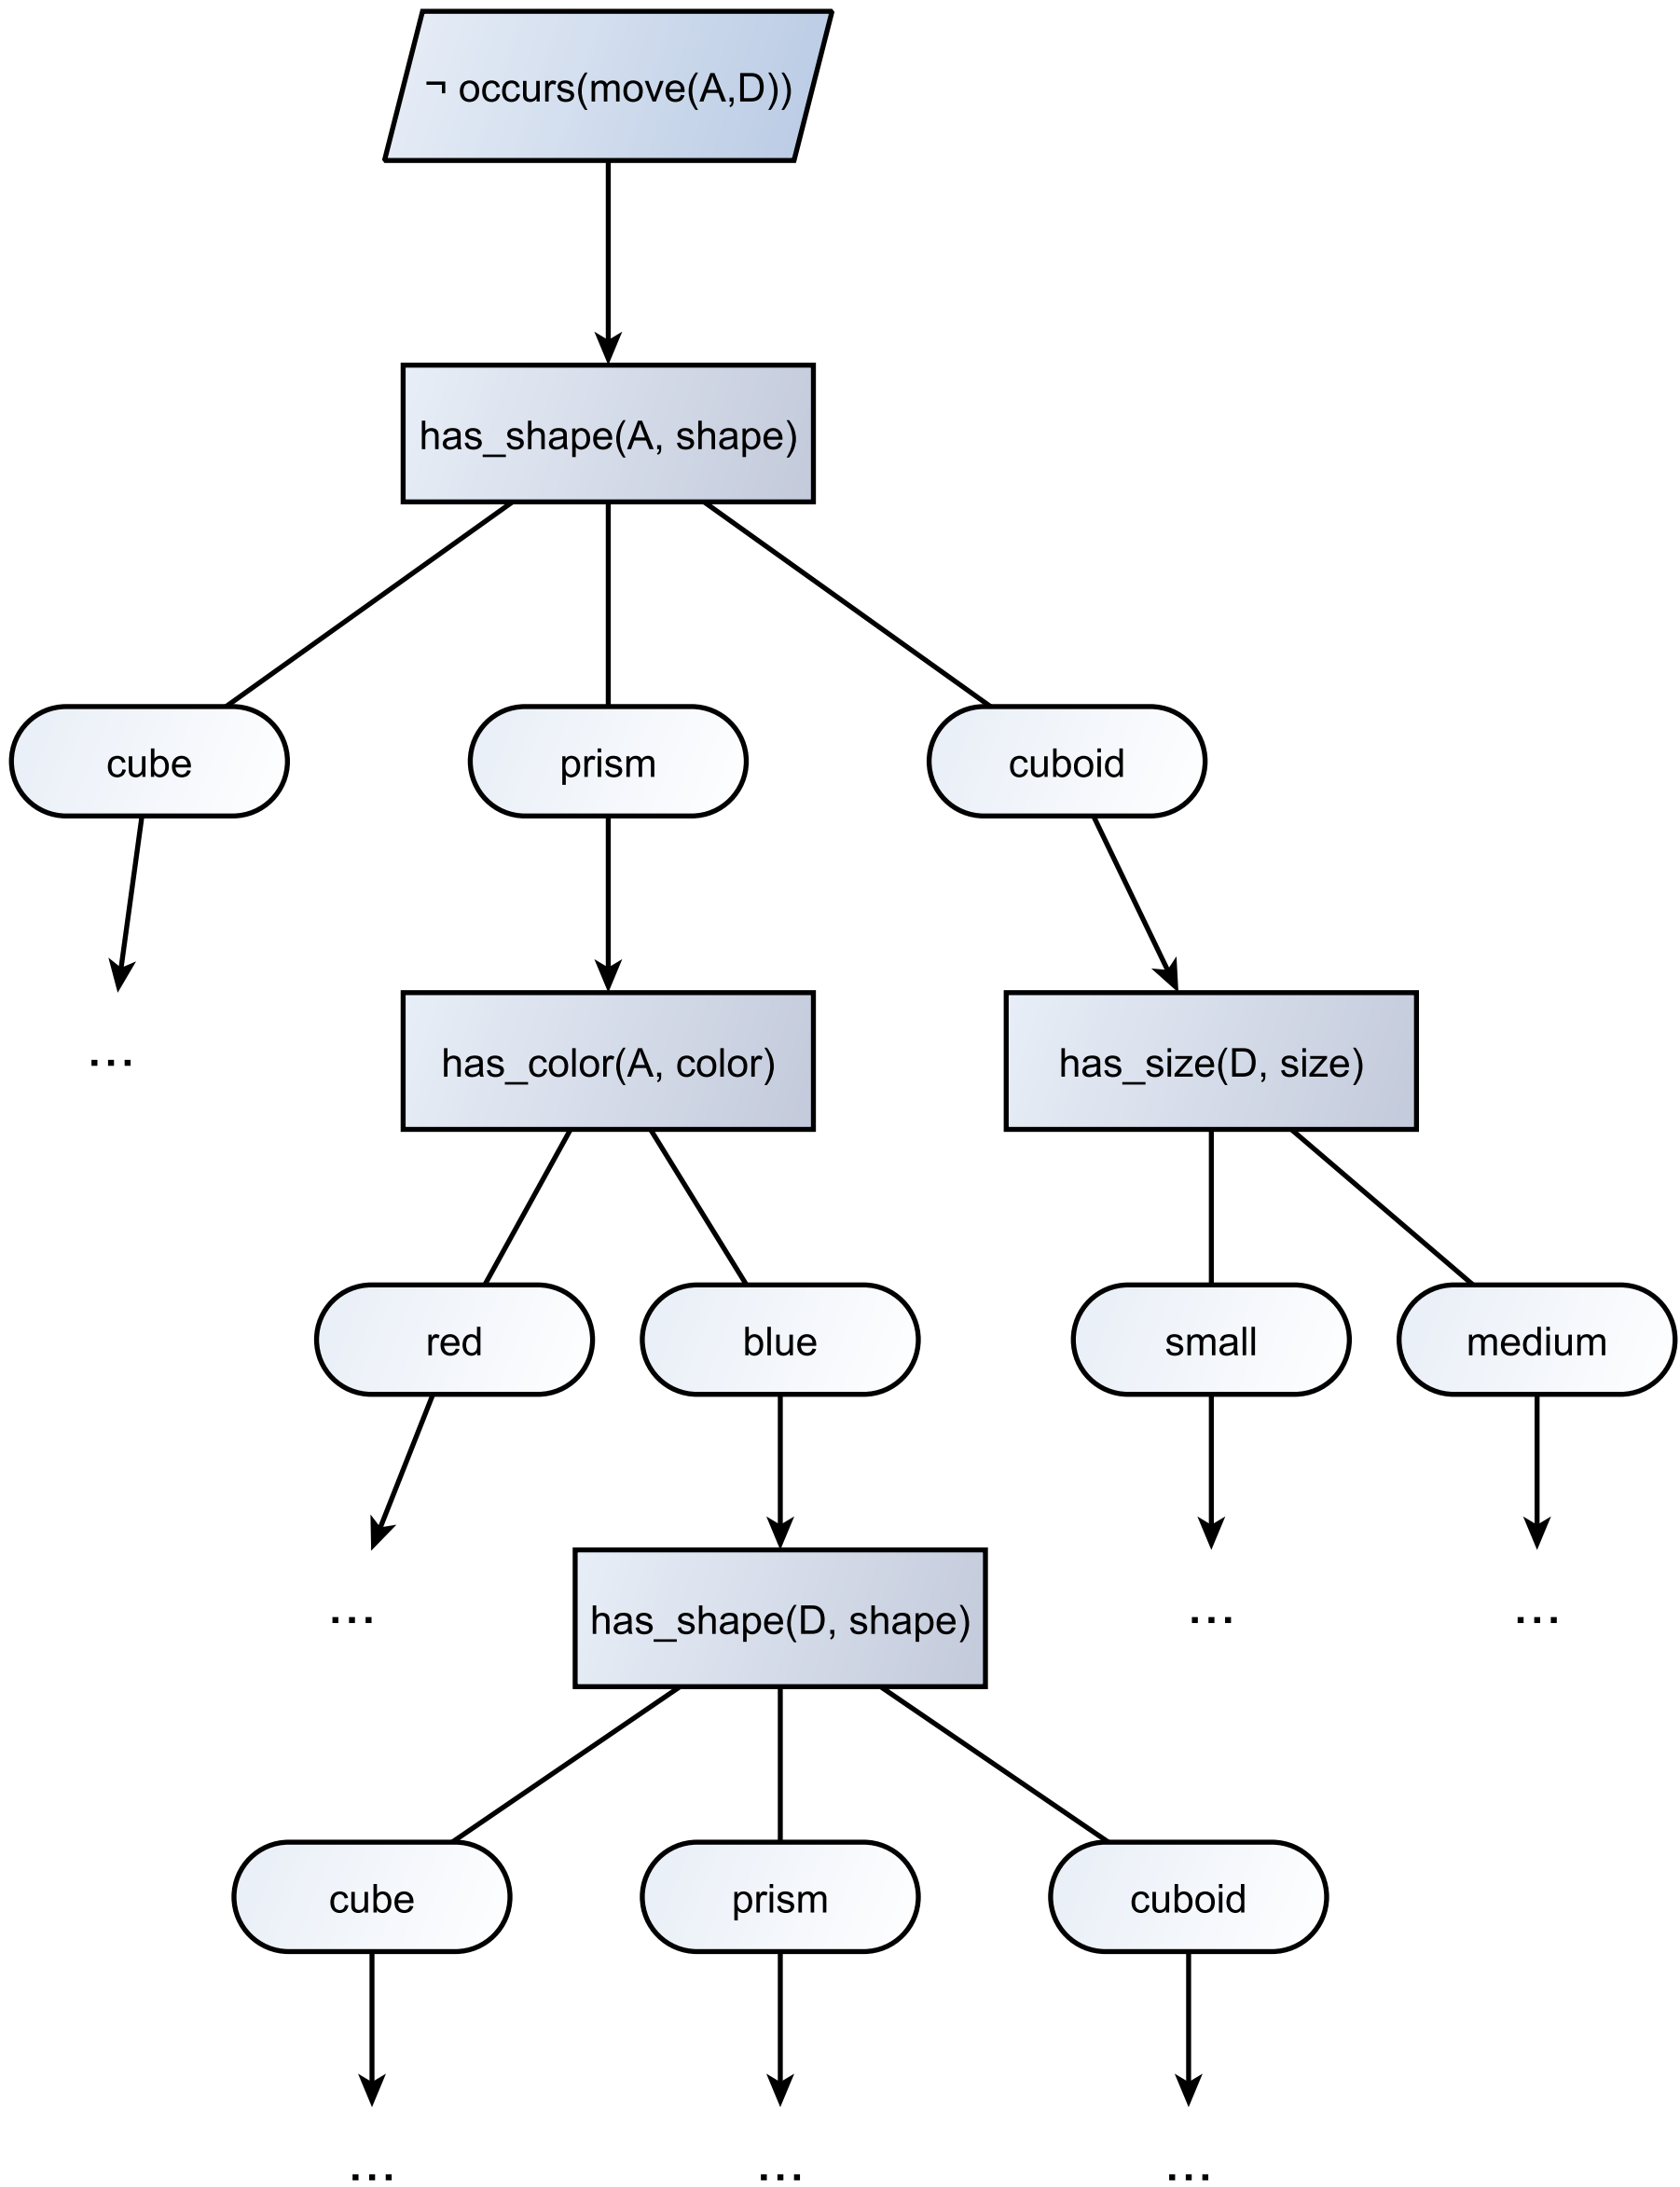 ¬ occurs(move(A,D))
has_shape(A, shape)
cube
prism
cuboid
...
has_color(A, color)
has_size(D, size)
red
blue
small
medium
...
has_shape(D, shape)
...
...
cube
prism
cuboid
...
...
...